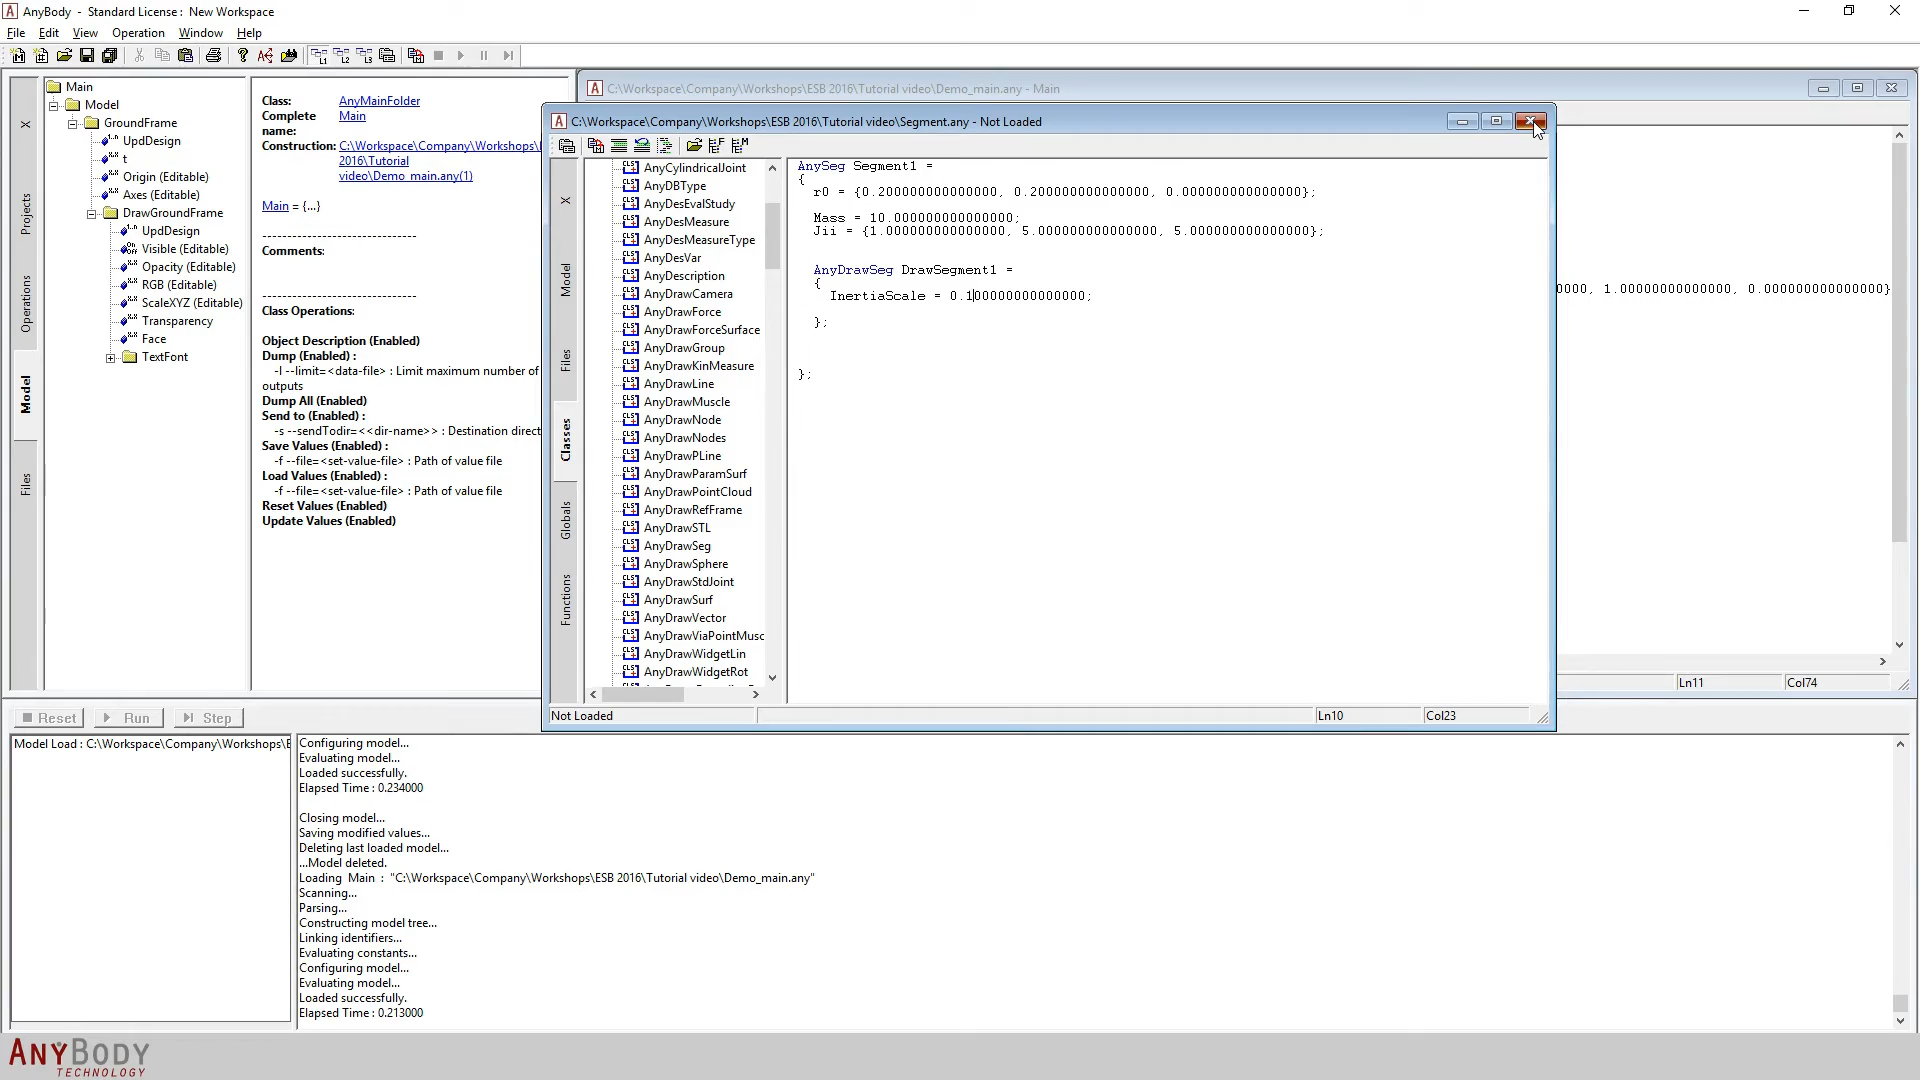 AnyBody - Standard License: New Workspace
File Edit View Operation Window Help
Projects
Operations
Model
Files
Main
Model
GroundFrame
UpdDesign
t
Origin (Editable)
Axes (Editable)
DrawGroundFrame
UpdDesign
Visible (Editable)
Opacity (Editable)
RGB (Editable)
ScaleXYZ (Editable)
Transparency
Face
TextFont
Class: AnyMainFolder
Complete name: Main
Construction: C:\Workspace\Company\Workshops\
2016\Tutorial
video\Demo_main.any(1)
Main = {...}
Comments:
Class Operations:
Object Description (Enabled)
Dump (Enabled) :
-l --limit=<data-file> : Limit maximum number of
outputs
Dump All (Enabled)
Send to (Enabled) :
-s --sendTodir=<<dir-name>> : Destination direct
Save Values (Enabled) :
-f --file=<set-value-file> : Path of value file
Load Values (Enabled) :
-f --file=<set-value-file> : Path of value file
Reset Values (Enabled)
Update Values (Enabled)
C:\Workspace\Company\Workshops\ESB 2016\Tutorial video\Demo_main.any - Main
0000, 1.00000000000000, 0.000000000000000}
Ln11 Col74
C:\Workspace\Company\Workshops\ESB 2016\Tutorial video\Segment.any - Not Loaded
Model
Files
Classes
Globals
Functions
AnyCylindricalJoint
AnyDBType
AnyDesEvalStudy
AnyDesMeasure
AnyDesMeasureType
AnyDesVar
AnyDescription
AnyDrawCamera
AnyDrawForce
AnyDrawForceSurface
AnyDrawGroup
AnyDrawKinMeasure
AnyDrawLine
AnyDrawMuscle
AnyDrawNode
AnyDrawNodes
AnyDrawPLine
AnyDrawParamSurf
AnyDrawPointCloud
AnyDrawRefFrame
AnyDrawSTL
AnyDrawSeg
AnyDrawSphere
AnyDrawStdJoint
AnyDrawSurf
AnyDrawVector
AnyDrawViaPointMusc
AnyDrawWidgetLin
AnyDrawWidgetRot
AnySeg Segment1 =
{
r0 = {0.200000000000000, 0.200000000000000, 0.000000000000000};
Mass = 10.000000000000000;
Jii = {1.000000000000000, 5.000000000000000, 5.000000000000000};
AnyDrawSeg DrawSegment1 =
{
InertiaScale = 0.100000000000000;
};
};
Not Loaded Ln10 Col23
Reset Run Step
Model Load : C:\Workspace\Company\Workshops\E
Configuring model...
Evaluating model...
Loaded successfully.
Elapsed Time : 0.234000
Closing model...
Saving modified values...
Deleting last loaded model...
...Model deleted.
Loading Main : "C:\Workspace\Company\Workshops\ESB 2016\Tutorial video\Demo_main.any"
Scanning...
Parsing...
Constructing model tree...
Linking identifiers...
Evaluating constants...
Configuring model...
Evaluating model...
Loaded successfully.
Elapsed Time : 0.213000
ANYBODY
TECHNOLOGY